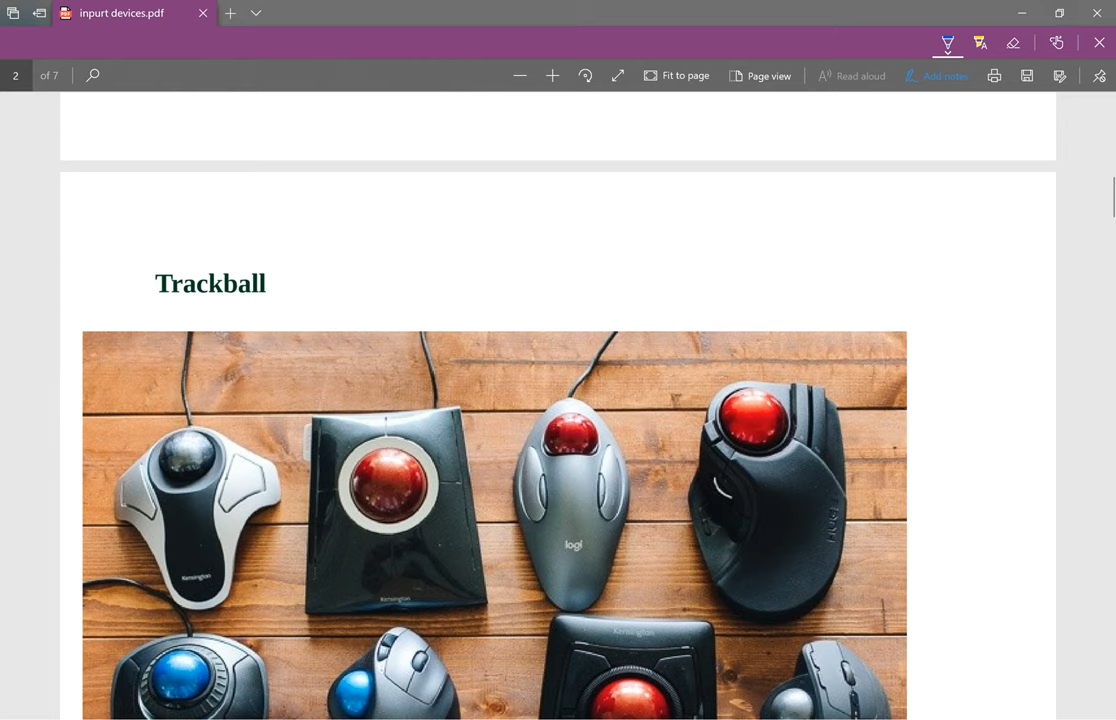 inpurt devices.pdf
2 of 7
Fit to page
Page view
Read aloud
Add notes
Trackball
Kensington
Kensington
logi
Kensington